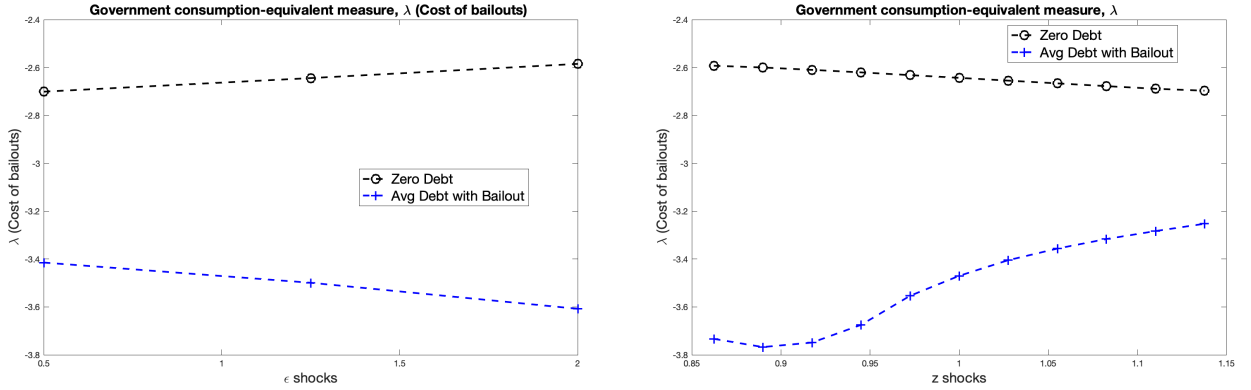 Government consumption-equivalent measure, λ (Cost of bailouts)
-2.4
-2.6
-2.8
-3
-3.2
-3.4
-3.6
-3.8
λ (Cost of bailouts)
Zero Debt
Avg Debt with Bailout
0.5 1 1.5 2
ϵ shocks
Government consumption-equivalent measure, λ
-2.4
-2.6
-2.8
-3
-3.2
-3.4
-3.6
-3.8
λ (Cost of bailouts)
Zero Debt
Avg Debt with Bailout
0.85 0.9 0.95 1 1.05 1.1 1.15
z shocks